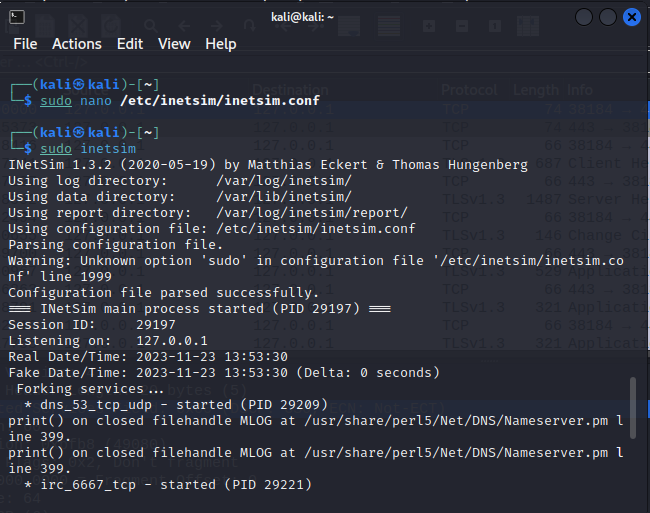 kali@kali: ~
File Actions Edit View Help
┌──(kali㉿kali)-[~]
└─$ sudo nano /etc/inetsim/inetsim.conf
┌──(kali㉿kali)-[~]
└─$ sudo inetsim
INetSim 1.3.2 (2020-05-19) by Matthias Eckert & Thomas Hungenberg
Using log directory: /var/log/inetsim/
Using data directory: /var/lib/inetsim/
Using report directory: /var/log/inetsim/report/
Using configuration file: /etc/inetsim/inetsim.conf
Parsing configuration file.
Warning: Unknown option 'sudo' in configuration file '/etc/inetsim/inetsim.co
nf' line 1999
Configuration file parsed successfully.
=== INetSim main process started (PID 29197) ===
Session ID: 29197
Listening on: 127.0.0.1
Real Date/Time: 2023-11-23 13:53:30
Fake Date/Time: 2023-11-23 13:53:30 (Delta: 0 seconds)
Forking services...
* dns_53_tcp_udp - started (PID 29209)
print() on closed filehandle MLOG at /usr/share/perl5/Net/DNS/Nameserver.pm l
ine 399.
print() on closed filehandle MLOG at /usr/share/perl5/Net/DNS/Nameserver.pm l
ine 399.
* irc_6667_tcp - started (PID 29221)